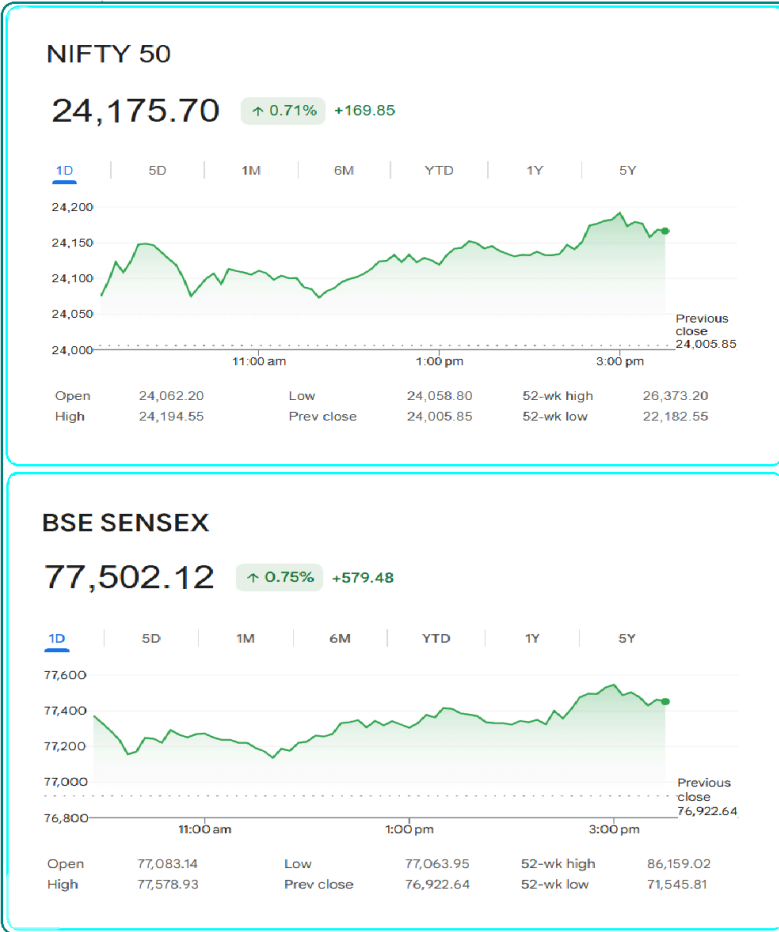 NIFTY 50
24,175.70 ↑ 0.71% +169.85
1D 5D 1M 6M YTD 1Y 5Y
24,200
24,150
24,100
24,050
24,000
Previous
close
24,005.85
11:00 am 1:00 pm 3:00 pm
Open 24,062.20 Low 24,058.80 52-wk high 26,373.20
High 24,194.55 Prev close 24,005.85 52-wk low 22,182.55
BSE SENSEX
77,502.12 ↑ 0.75% +579.48
1D 5D 1M 6M YTD 1Y 5Y
77,600
77,400
77,200
77,000
76,800
Previous
close
76,922.64
11:00 am 1:00 pm 3:00 pm
Open 77,083.14 Low 77,063.95 52-wk high 86,159.02
High 77,578.93 Prev close 76,922.64 52-wk low 71,545.81